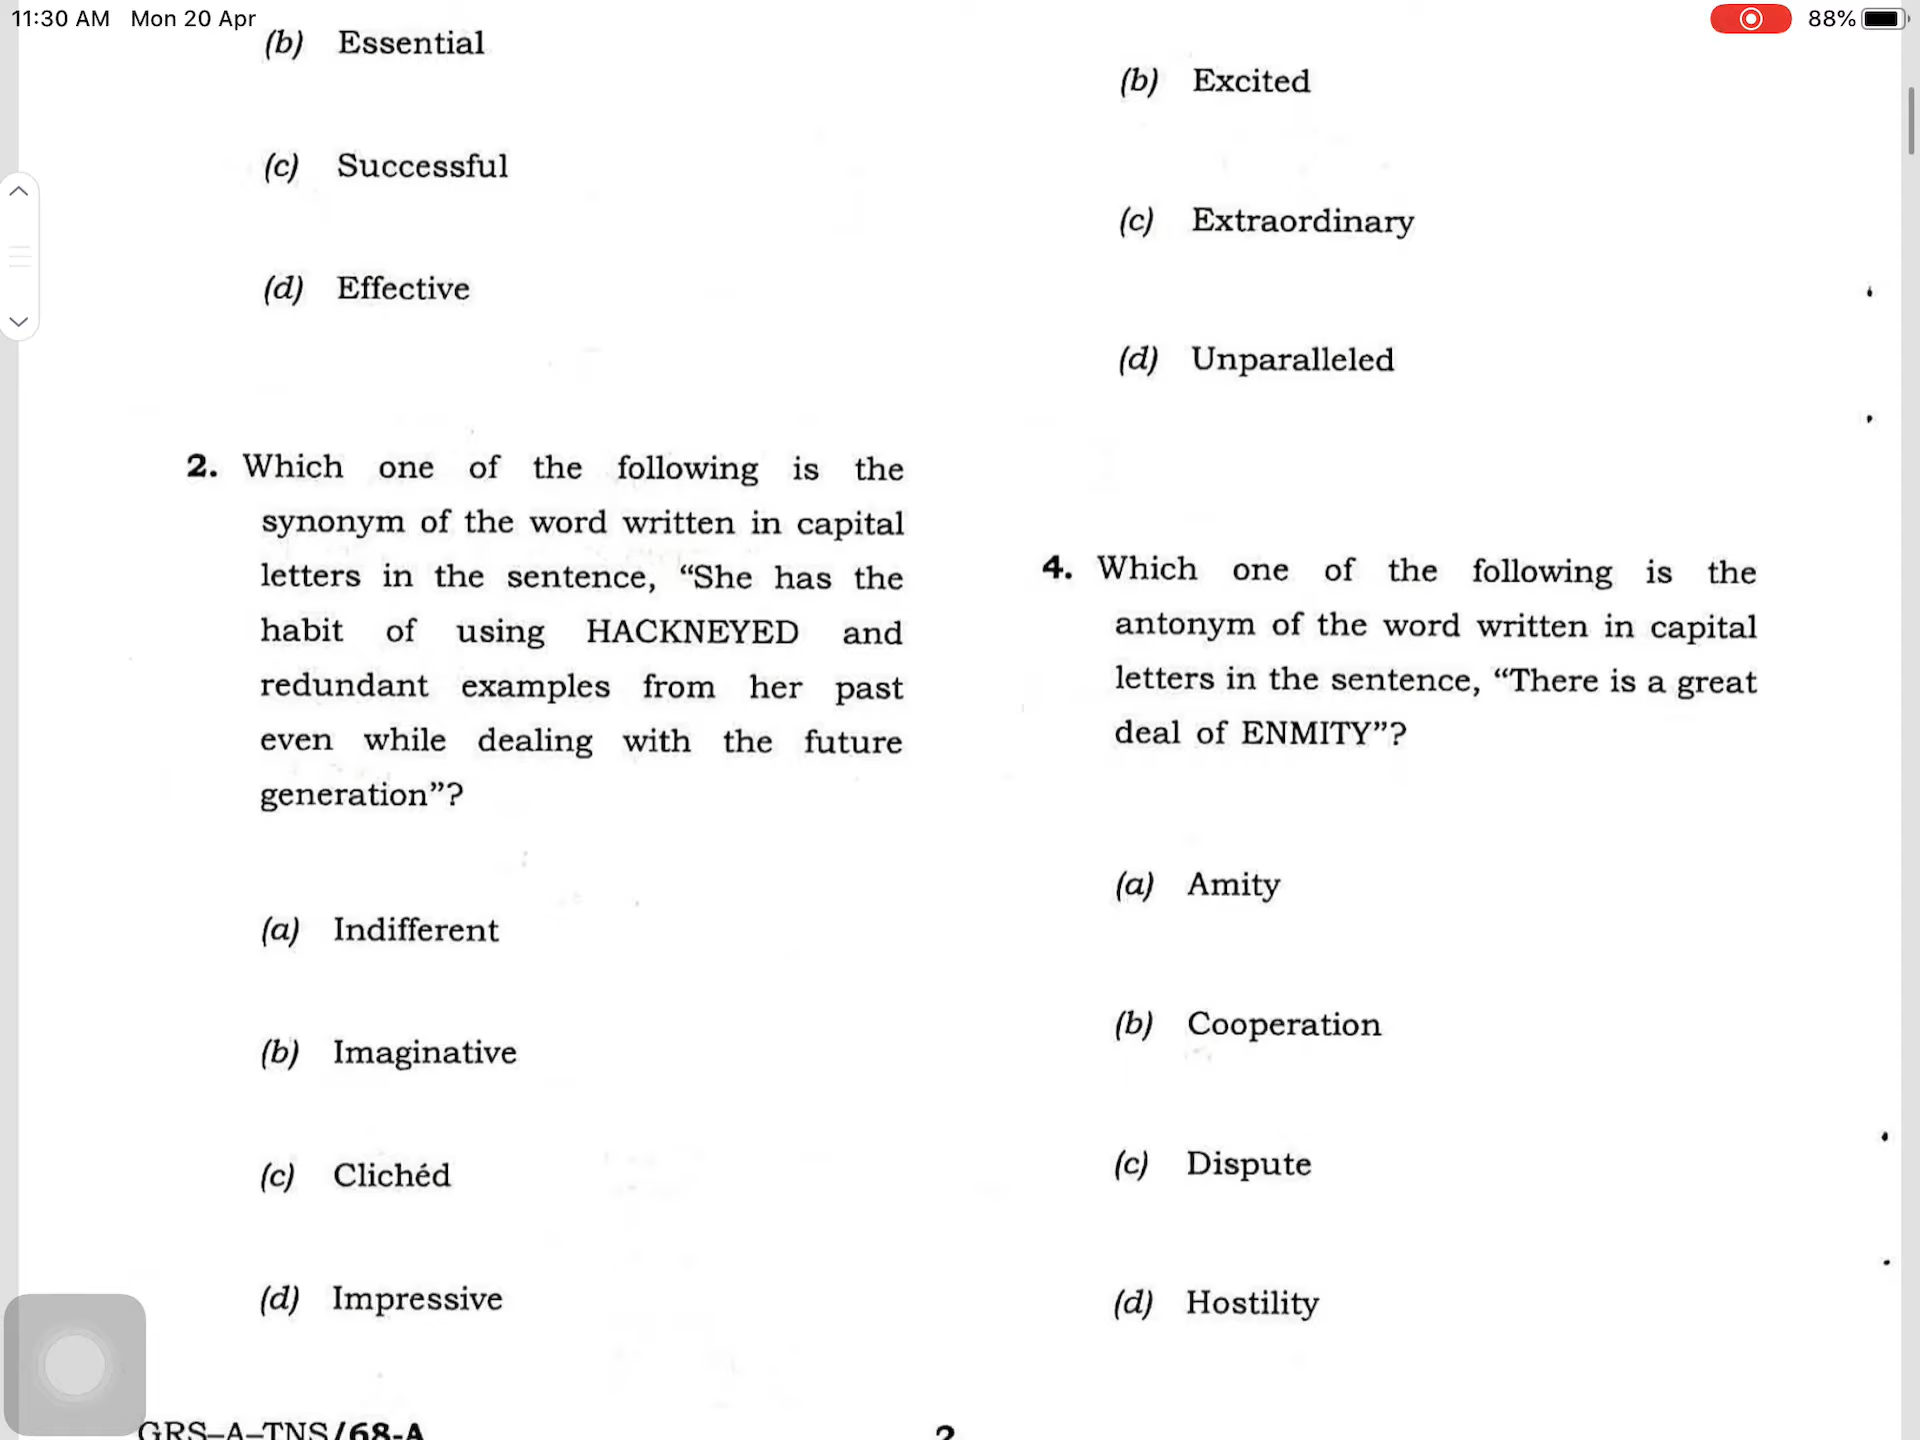 11:30 AM Mon 20 Apr
88%
(b) Essential
(c) Successful
(d) Effective
2. Which one of the following is the
synonym of the word written in capital
letters in the sentence, “She has the
habit of using HACKNEYED and
redundant examples from her past
even while dealing with the future
generation”?
(a) Indifferent
(b) Imaginative
(c) Clichéd
(d) Impressive
(b) Excited
(c) Extraordinary
(d) Unparalleled
4. Which one of the following is the
antonym of the word written in capital
letters in the sentence, “There is a great
deal of ENMITY”?
(a) Amity
(b) Cooperation
(c) Dispute
(d) Hostility
GRS–A–TNS/68-A